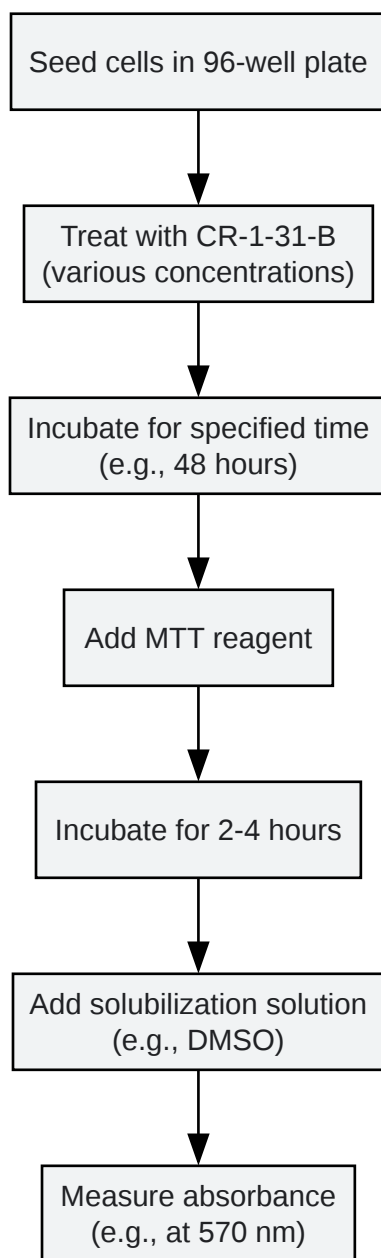 Seed cells in 96-well plate
Treat with CR-1-31-B
(various concentrations)
Incubate for specified time
(e.g., 48 hours)
Add MTT reagent
Incubate for 2-4 hours
Add solubilization solution
(e.g., DMSO)
Measure absorbance
(e.g., at 570 nm)